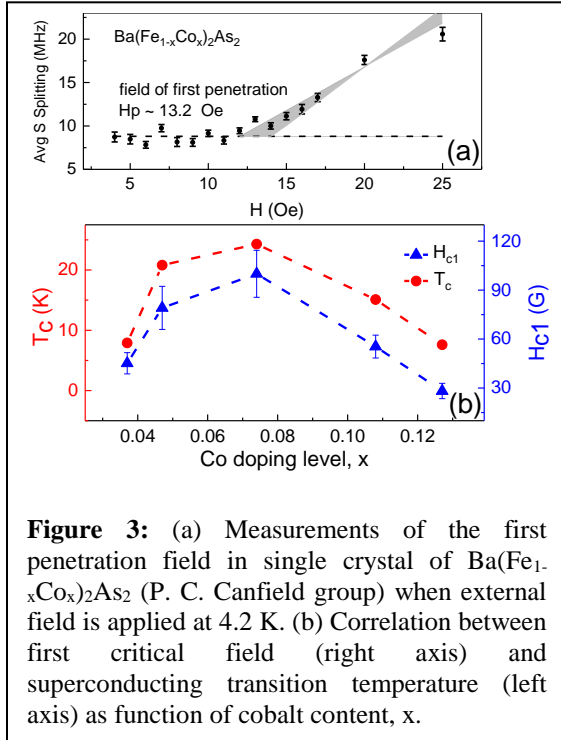 20
15
10
5
Avg S Splitting (MHz)
Ba(Fe1-xCox)2As2
field of first penetration
Hp ~ 13.2 Oe
(a)
5 10 15 20 25
H (Oe)
20
10
0
TC (K)
Hc1
Tc
120
90
60
30
Hc1 (G)
(b)
0.04 0.06 0.08 0.10 0.12
Co doping level, x
Figure 3: (a) Measurements of the first
penetration field in single crystal of Ba(Fe1-
xCox)2As2 (P. C. Canfield group) when external
field is applied at 4.2 K. (b) Correlation between
first critical field (right axis) and
superconducting transition temperature (left
axis) as function of cobalt content, x.